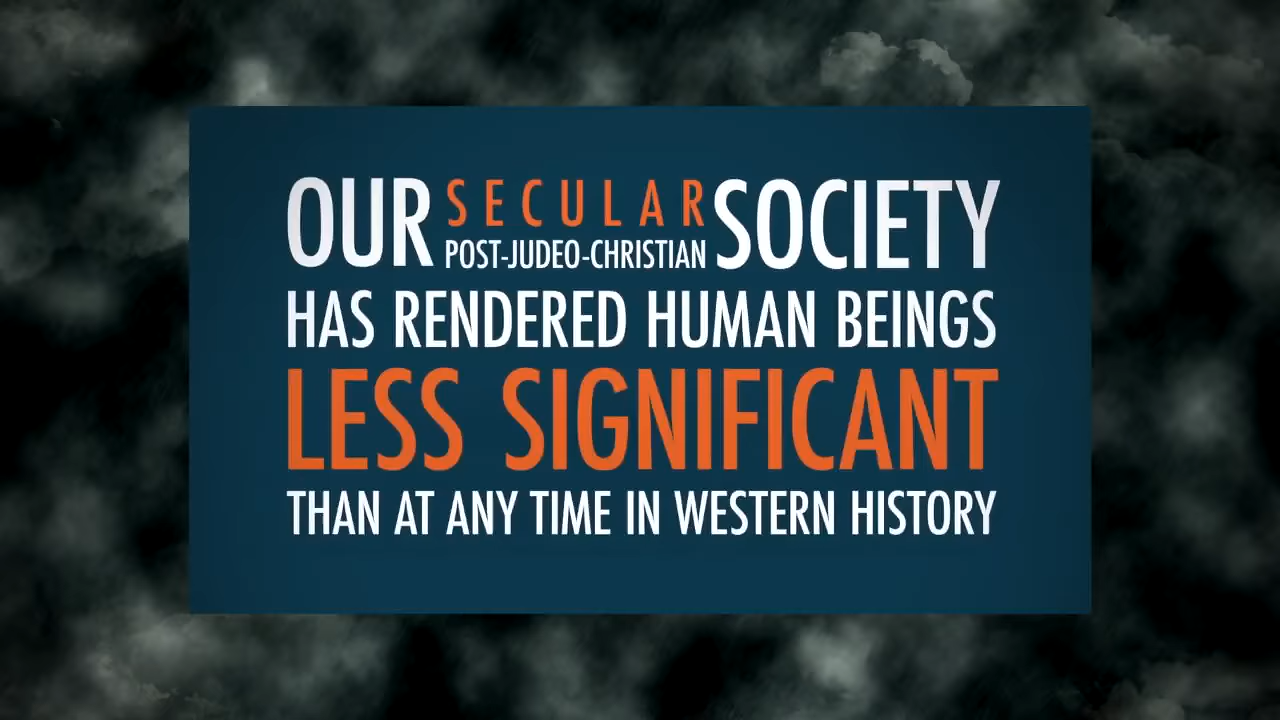 OUR SECULAR POST-JUDEO-CHRISTIAN SOCIETY
HAS RENDERED HUMAN BEINGS
LESS SIGNIFICANT
THAN AT ANY TIME IN WESTERN HISTORY